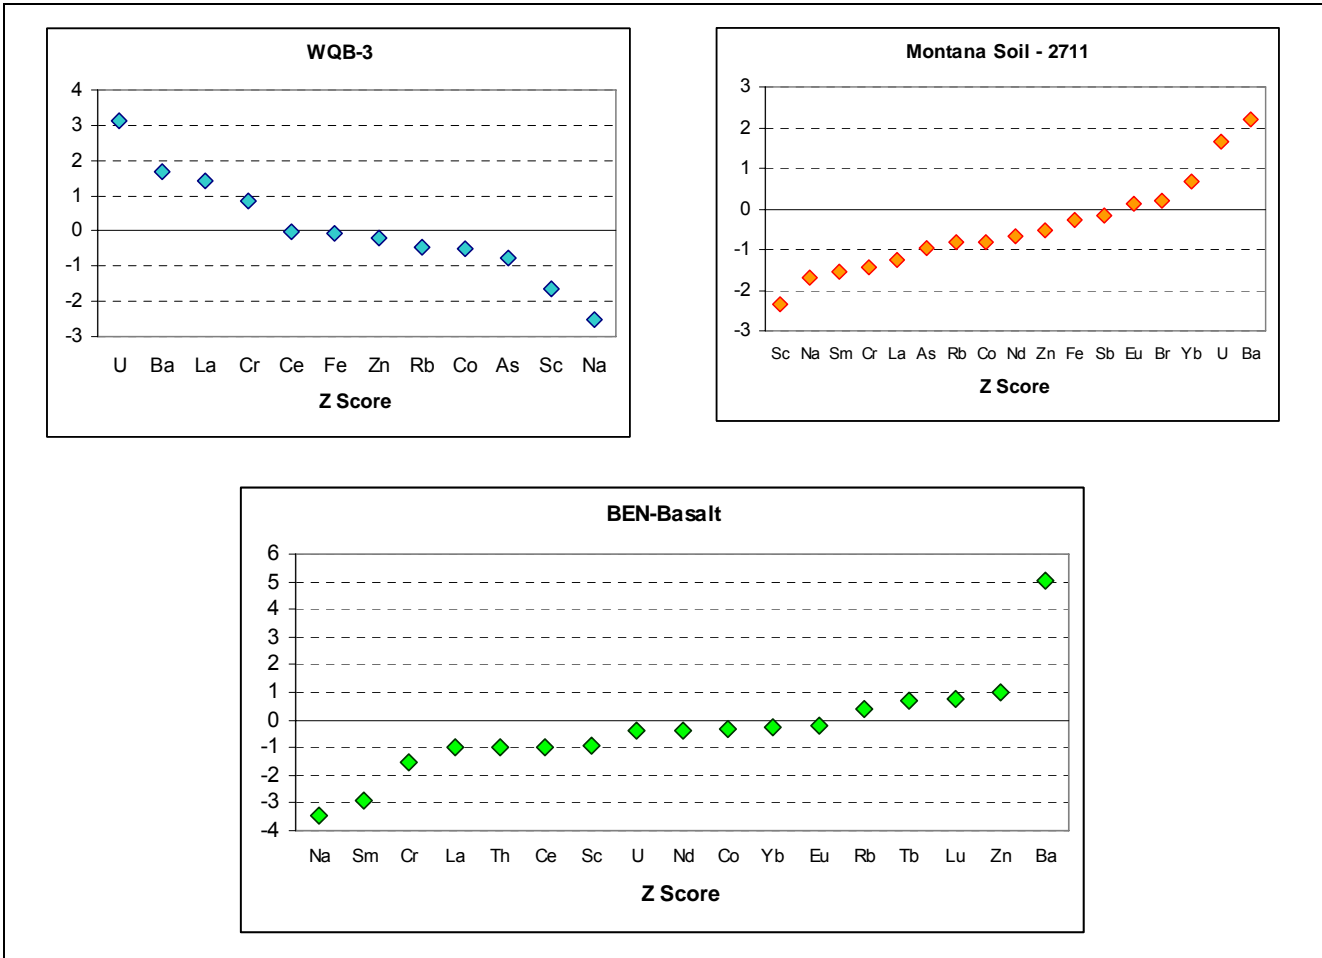 WQB-3
4
3
2
1
0
-1
-2
-3
U Ba La Cr Ce Fe Zn Rb Co As Sc Na
Z Score
Montana Soil - 2711
3
2
1
0
-1
-2
-3
Sc Na Sm Cr La As Rb Co Nd Zn Fe Sb Eu Br Yb U Ba
Z Score
BEN-Basalt
6
5
4
3
2
1
0
-1
-2
-3
-4
Na Sm Cr La Th Ce Sc U Nd Co Yb Eu Rb Tb Lu Zn Ba
Z Score